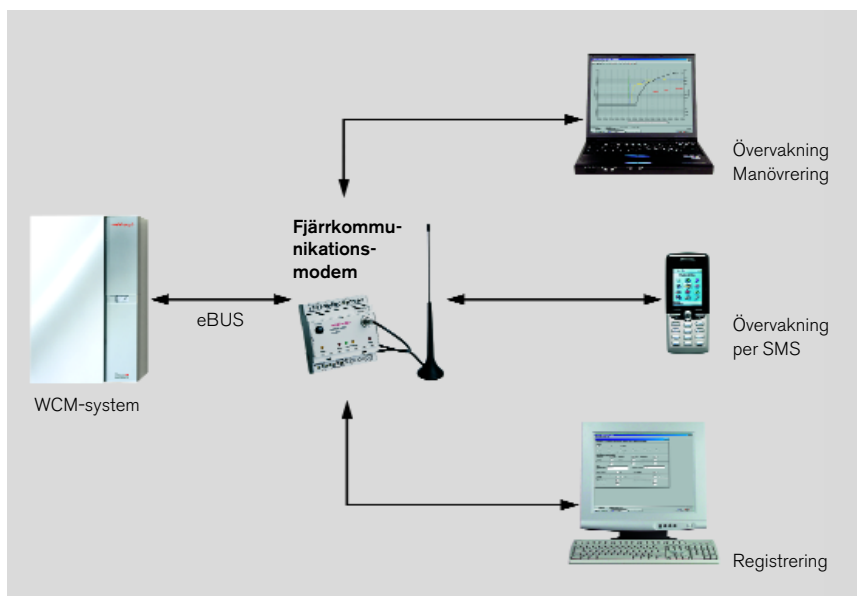 Övervakning
Manövrering
Fjärrkommu-
nikations-
modem
eBUS
Övervakning
per SMS
WCM-system
Registrering